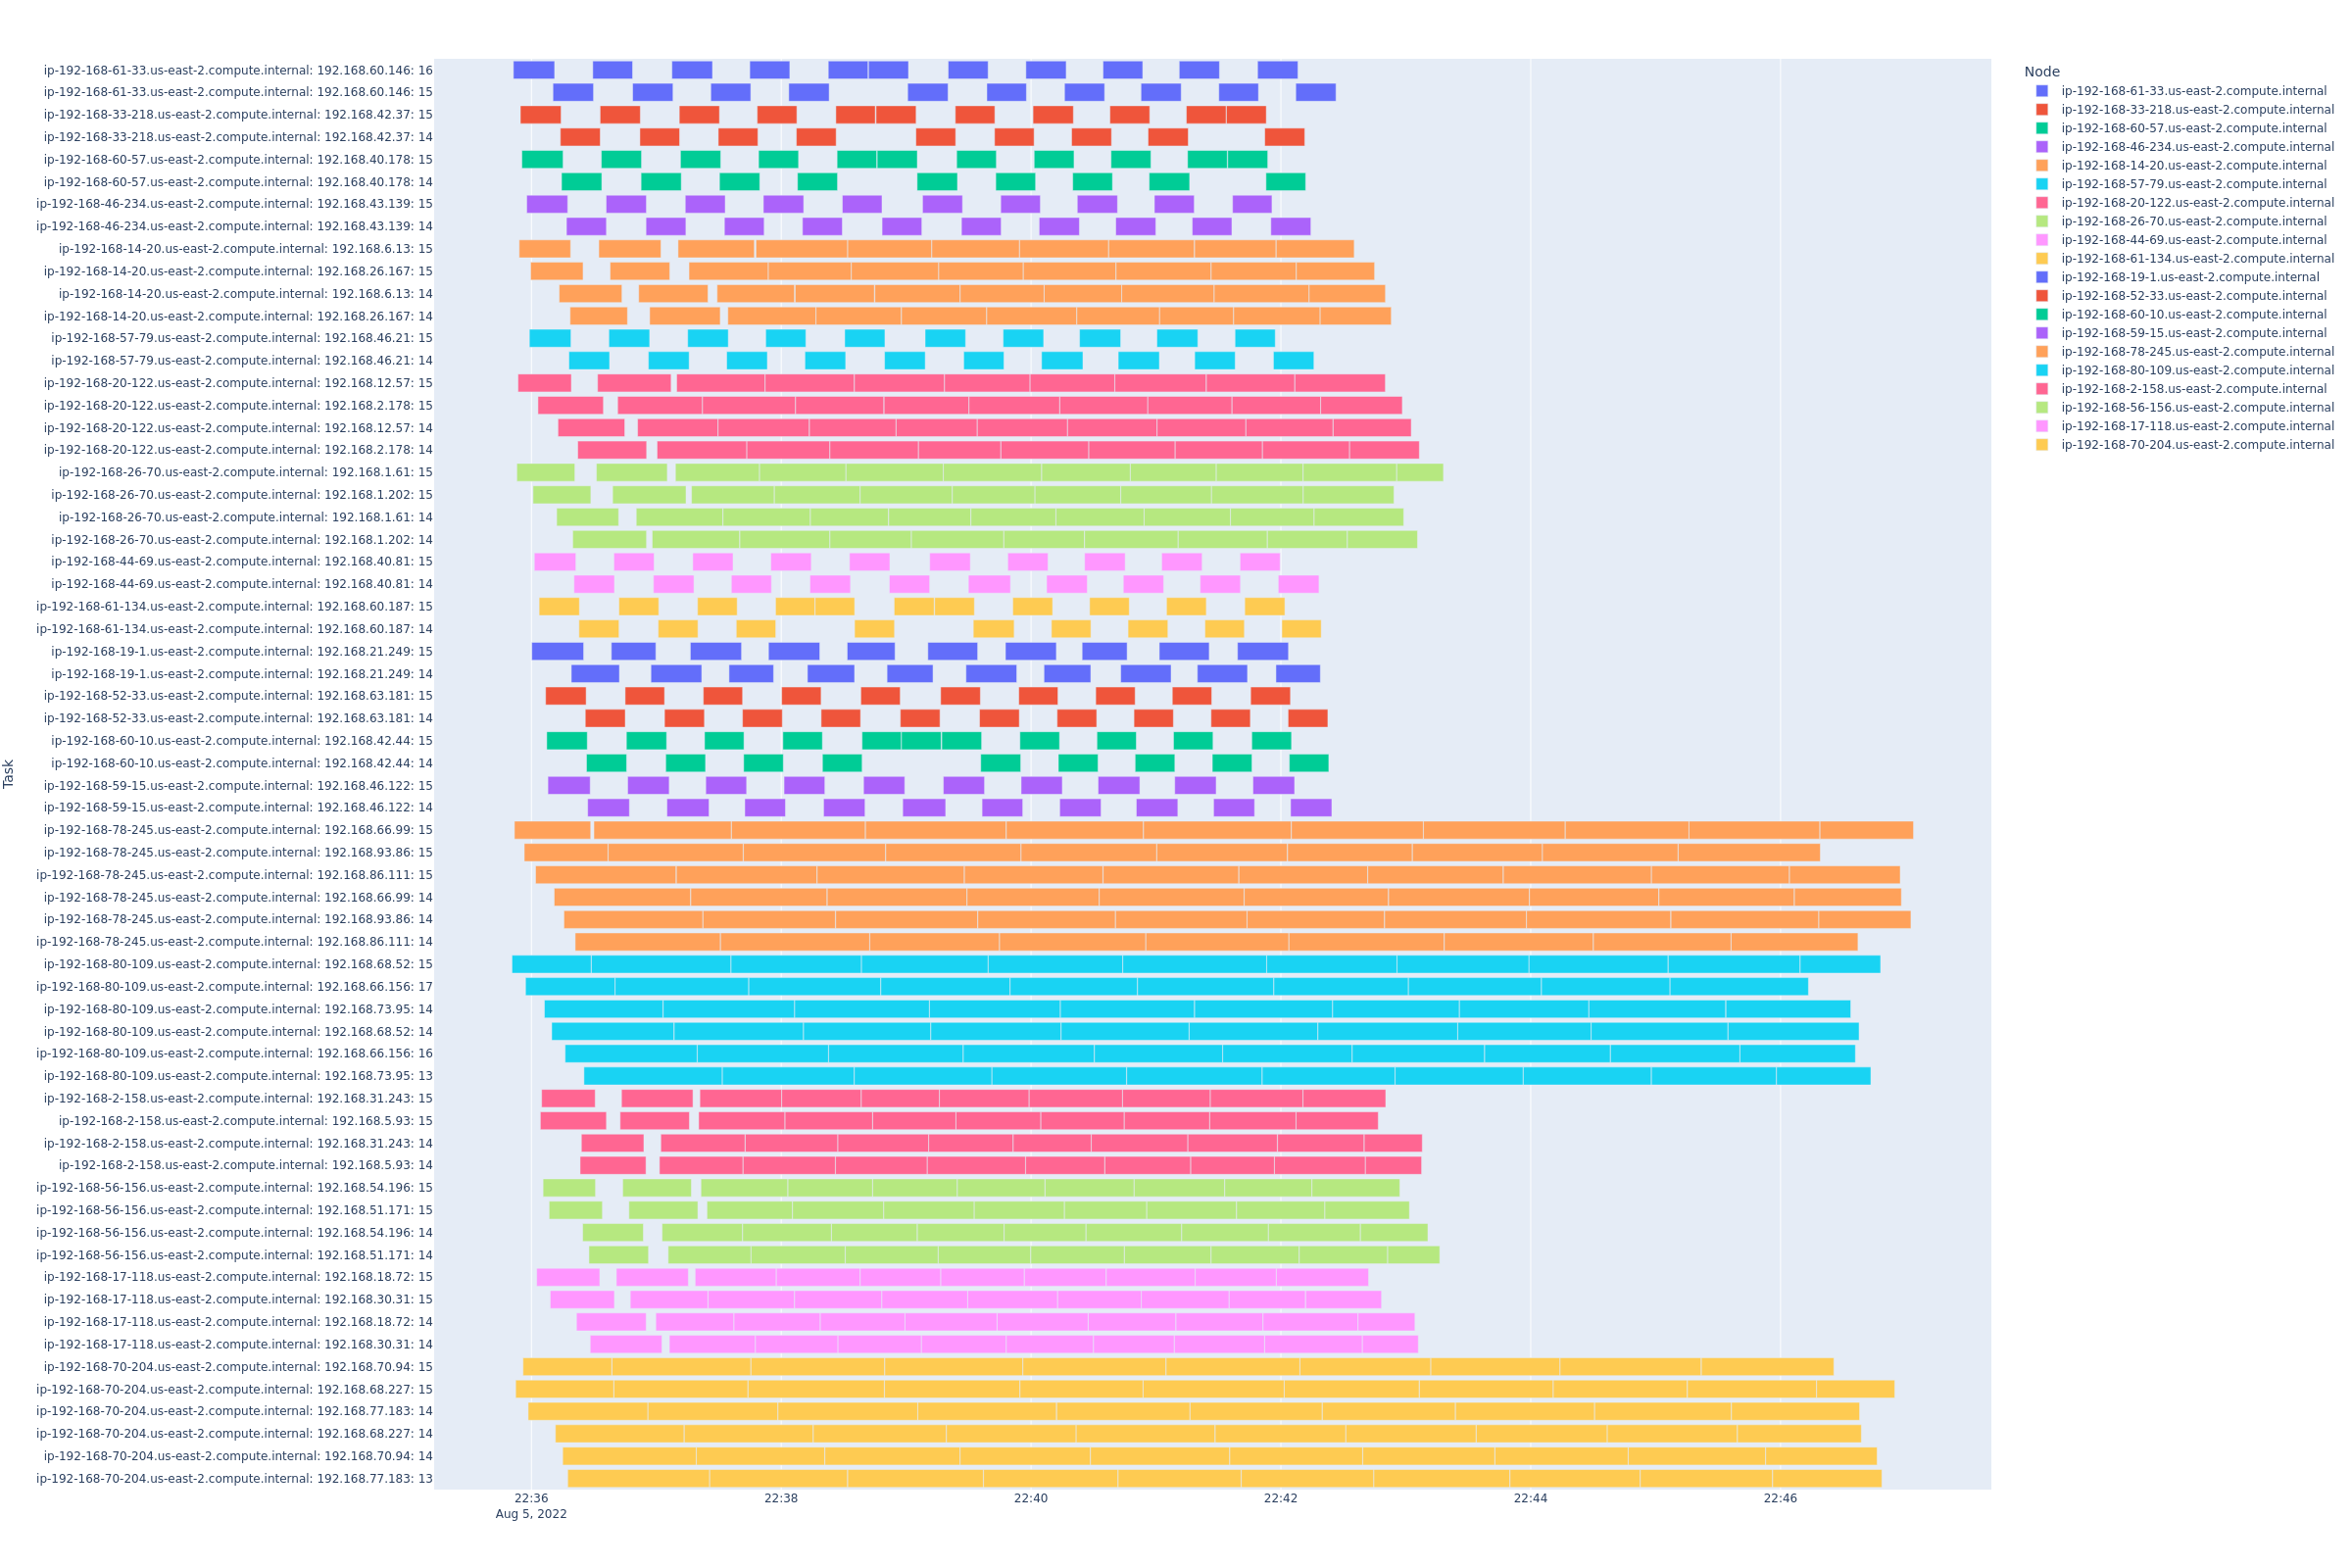 ip-192-168-61-33.us-east-2.compute.internal: 192.168.60.146: 16
ip-192-168-61-33.us-east-2.compute.internal: 192.168.60.146: 15
ip-192-168-33-218.us-east-2.compute.internal: 192.168.42.37: 15
ip-192-168-33-218.us-east-2.compute.internal: 192.168.42.37: 14
ip-192-168-60-57.us-east-2.compute.internal: 192.168.40.178: 15
ip-192-168-60-57.us-east-2.compute.internal: 192.168.40.178: 14
ip-192-168-46-234.us-east-2.compute.internal: 192.168.43.139: 15
ip-192-168-46-234.us-east-2.compute.internal: 192.168.43.139: 14
ip-192-168-14-20.us-east-2.compute.internal: 192.168.6.13: 15
ip-192-168-14-20.us-east-2.compute.internal: 192.168.26.167: 15
ip-192-168-14-20.us-east-2.compute.internal: 192.168.6.13: 14
ip-192-168-14-20.us-east-2.compute.internal: 192.168.26.167: 14
ip-192-168-57-79.us-east-2.compute.internal: 192.168.46.21: 15
ip-192-168-57-79.us-east-2.compute.internal: 192.168.46.21: 14
ip-192-168-20-122.us-east-2.compute.internal: 192.168.12.57: 15
ip-192-168-20-122.us-east-2.compute.internal: 192.168.2.178: 15
ip-192-168-20-122.us-east-2.compute.internal: 192.168.12.57: 14
ip-192-168-20-122.us-east-2.compute.internal: 192.168.2.178: 14
ip-192-168-26-70.us-east-2.compute.internal: 192.168.1.61: 15
ip-192-168-26-70.us-east-2.compute.internal: 192.168.1.202: 15
ip-192-168-26-70.us-east-2.compute.internal: 192.168.1.61: 14
ip-192-168-26-70.us-east-2.compute.internal: 192.168.1.202: 14
ip-192-168-44-69.us-east-2.compute.internal: 192.168.40.81: 15
ip-192-168-44-69.us-east-2.compute.internal: 192.168.40.81: 14
ip-192-168-61-134.us-east-2.compute.internal: 192.168.60.187: 15
ip-192-168-61-134.us-east-2.compute.internal: 192.168.60.187: 14
ip-192-168-19-1.us-east-2.compute.internal: 192.168.21.249: 15
ip-192-168-19-1.us-east-2.compute.internal: 192.168.21.249: 14
ip-192-168-52-33.us-east-2.compute.internal: 192.168.63.181: 15
ip-192-168-52-33.us-east-2.compute.internal: 192.168.63.181: 14
ip-192-168-60-10.us-east-2.compute.internal: 192.168.42.44: 15
ip-192-168-60-10.us-east-2.compute.internal: 192.168.42.44: 14
ip-192-168-59-15.us-east-2.compute.internal: 192.168.46.122: 15
ip-192-168-59-15.us-east-2.compute.internal: 192.168.46.122: 14
ip-192-168-78-245.us-east-2.compute.internal: 192.168.66.99: 15
ip-192-168-78-245.us-east-2.compute.internal: 192.168.93.86: 15
ip-192-168-78-245.us-east-2.compute.internal: 192.168.86.111: 15
ip-192-168-78-245.us-east-2.compute.internal: 192.168.66.99: 14
ip-192-168-78-245.us-east-2.compute.internal: 192.168.93.86: 14
ip-192-168-78-245.us-east-2.compute.internal: 192.168.86.111: 14
ip-192-168-80-109.us-east-2.compute.internal: 192.168.68.52: 15
ip-192-168-80-109.us-east-2.compute.internal: 192.168.66.156: 17
ip-192-168-80-109.us-east-2.compute.internal: 192.168.73.95: 14
ip-192-168-80-109.us-east-2.compute.internal: 192.168.68.52: 14
ip-192-168-80-109.us-east-2.compute.internal: 192.168.66.156: 16
ip-192-168-80-109.us-east-2.compute.internal: 192.168.73.95: 13
ip-192-168-2-158.us-east-2.compute.internal: 192.168.31.243: 15
ip-192-168-2-158.us-east-2.compute.internal: 192.168.5.93: 15
ip-192-168-2-158.us-east-2.compute.internal: 192.168.31.243: 14
ip-192-168-2-158.us-east-2.compute.internal: 192.168.5.93: 14
ip-192-168-56-156.us-east-2.compute.internal: 192.168.54.196: 15
ip-192-168-56-156.us-east-2.compute.internal: 192.168.51.171: 15
ip-192-168-56-156.us-east-2.compute.internal: 192.168.54.196: 14
ip-192-168-56-156.us-east-2.compute.internal: 192.168.51.171: 14
ip-192-168-17-118.us-east-2.compute.internal: 192.168.18.72: 15
ip-192-168-17-118.us-east-2.compute.internal: 192.168.30.31: 15
ip-192-168-17-118.us-east-2.compute.internal: 192.168.18.72: 14
ip-192-168-17-118.us-east-2.compute.internal: 192.168.30.31: 14
ip-192-168-70-204.us-east-2.compute.internal: 192.168.70.94: 15
ip-192-168-70-204.us-east-2.compute.internal: 192.168.68.227: 15
ip-192-168-70-204.us-east-2.compute.internal: 192.168.77.183: 14
ip-192-168-70-204.us-east-2.compute.internal: 192.168.68.227: 14
ip-192-168-70-204.us-east-2.compute.internal: 192.168.70.94: 14
ip-192-168-70-204.us-east-2.compute.internal: 192.168.77.183: 13
Task
22:36
Aug 5, 2022
22:38
22:40
22:42
22:44
22:46
Node
ip-192-168-61-33.us-east-2.compute.internal
ip-192-168-33-218.us-east-2.compute.internal
ip-192-168-60-57.us-east-2.compute.internal
ip-192-168-46-234.us-east-2.compute.internal
ip-192-168-14-20.us-east-2.compute.internal
ip-192-168-57-79.us-east-2.compute.internal
ip-192-168-20-122.us-east-2.compute.internal
ip-192-168-26-70.us-east-2.compute.internal
ip-192-168-44-69.us-east-2.compute.internal
ip-192-168-61-134.us-east-2.compute.internal
ip-192-168-19-1.us-east-2.compute.internal
ip-192-168-52-33.us-east-2.compute.internal
ip-192-168-60-10.us-east-2.compute.internal
ip-192-168-59-15.us-east-2.compute.internal
ip-192-168-78-245.us-east-2.compute.internal
ip-192-168-80-109.us-east-2.compute.internal
ip-192-168-2-158.us-east-2.compute.internal
ip-192-168-56-156.us-east-2.compute.internal
ip-192-168-17-118.us-east-2.compute.internal
ip-192-168-70-204.us-east-2.compute.internal